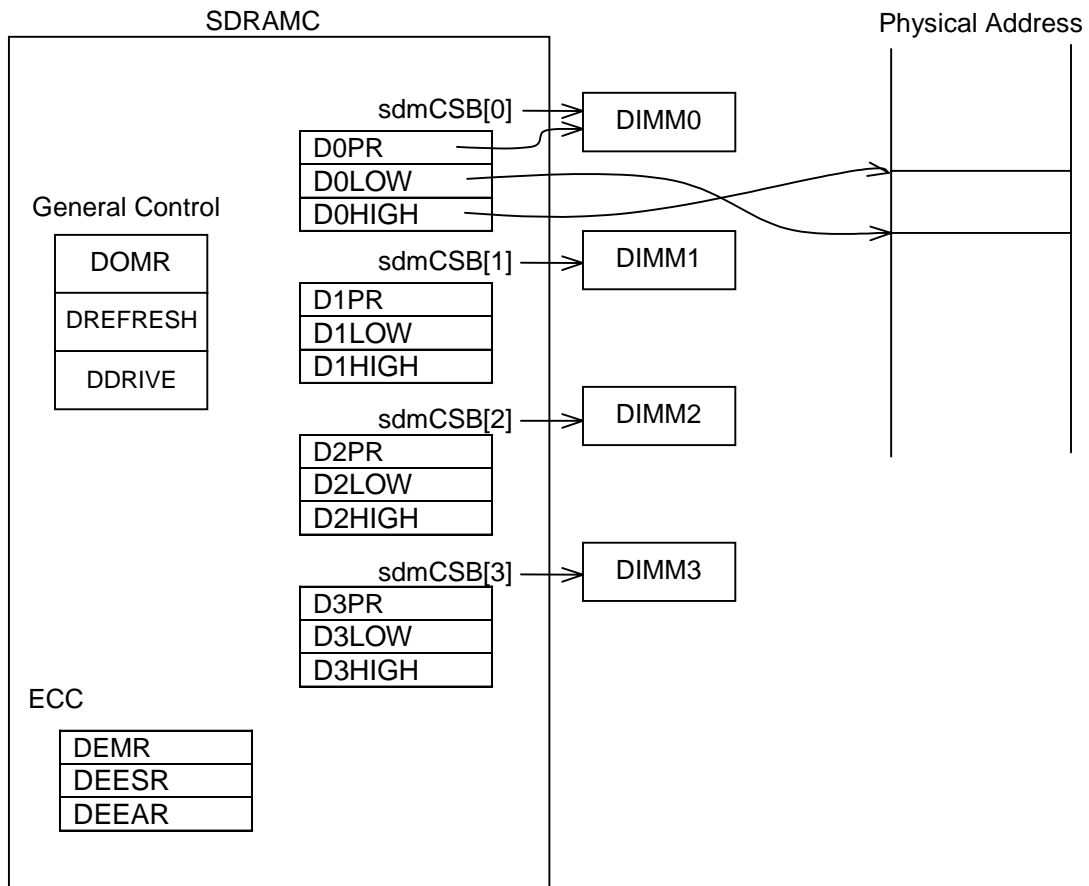 SDRAMC
Physical Address
sdmCSB[0]
DIMM0
D0PR
D0LOW
D0HIGH
General Control
DOMR
DREFRESH
DDRIVE
sdmCSB[1]
DIMM1
D1PR
D1LOW
D1HIGH
sdmCSB[2]
DIMM2
D2PR
D2LOW
D2HIGH
sdmCSB[3]
DIMM3
D3PR
D3LOW
D3HIGH
ECC
DEMR
DEESR
DEEAR